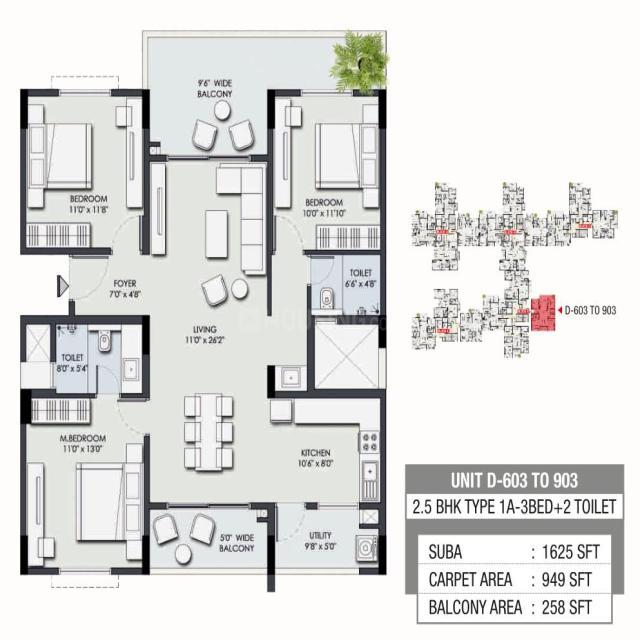 9'6" WIDE
BALCONY
BEDROOM
11'0" x 11'8"
BEDROOM
10'0" x 11'10"
FOYER
7'0" x 4'8"
TOILET
6'6" x 4'8"
LIVING
11'0" x 26'2"
TOILET
8'0" x 5'4"
M.BEDROOM
11'0" x 13'0"
KITCHEN
10'6" x 8'0"
5'0" WIDE
BALCONY
UTILITY
9'8" x 5'0"
D-603 TO 903
UNIT D-603 TO 903
2.5 BHK TYPE 1A-3BED+2 TOILET
SUBA : 1625 SFT
CARPET AREA : 949 SFT
BALCONY AREA : 258 SFT